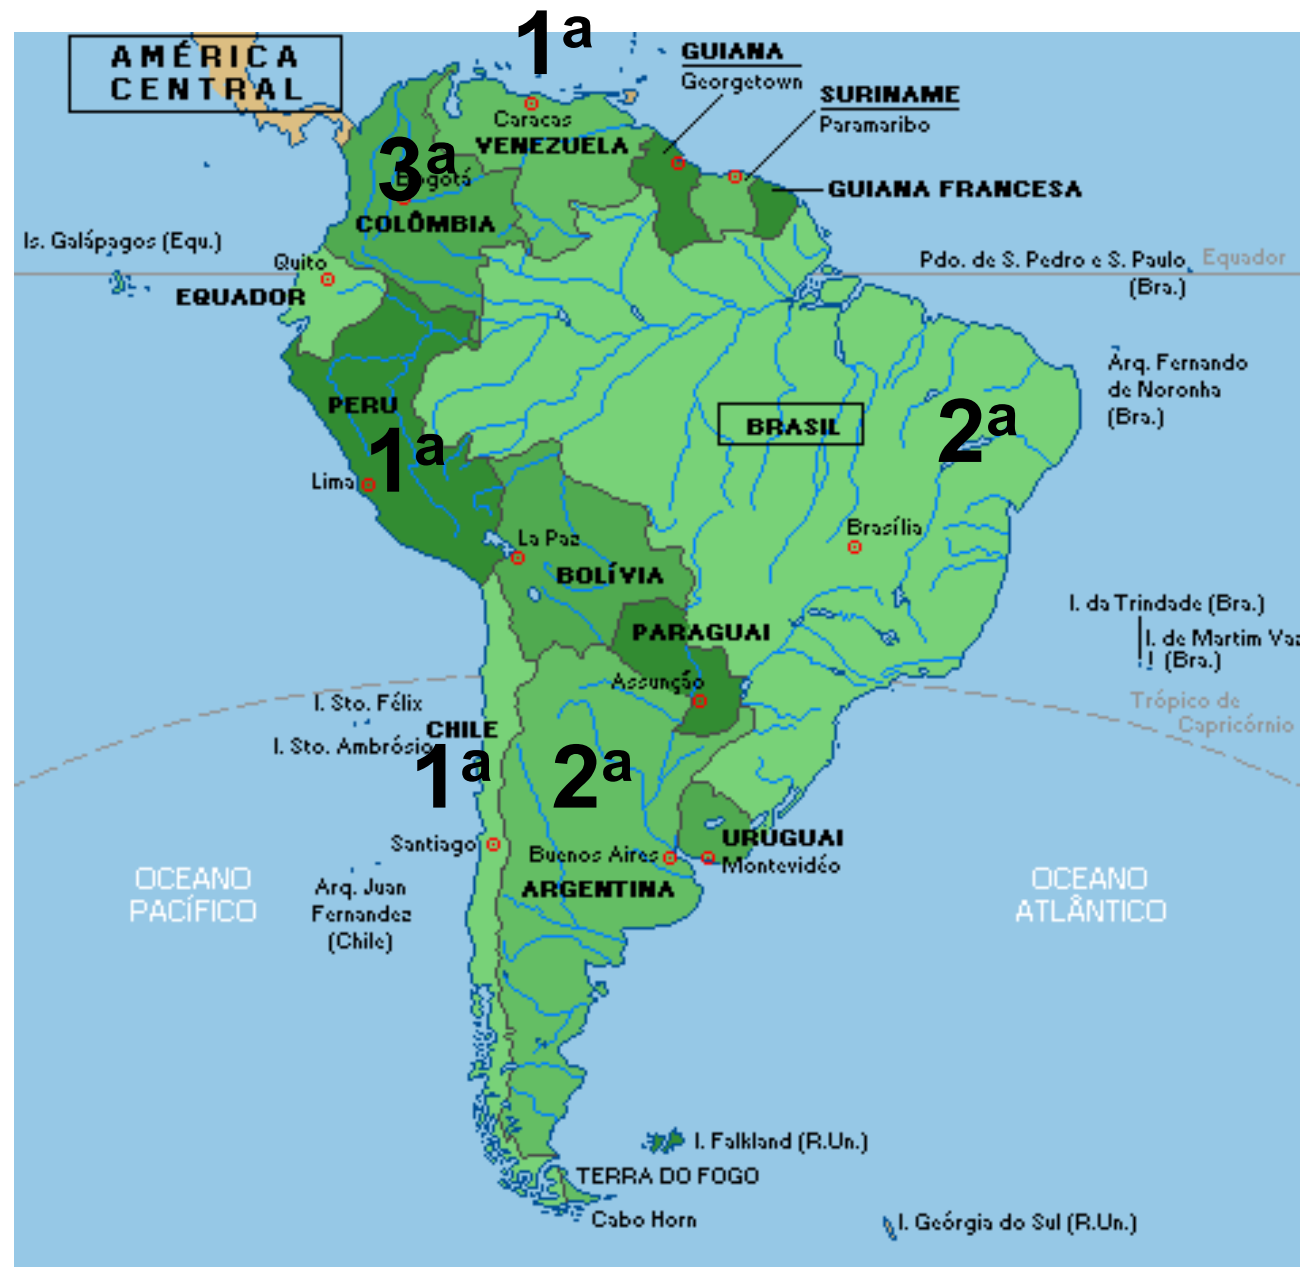 1ª
AMÉRICA
CENTRAL
GUIANA
Georgetown
SURINAME
Paramaribo
Caracas
VENEZUELA
3ª
Bogotá
GUIANA FRANCESA
COLÔMBIA
Is. Galápagos (Equ.)
Quito
EQUADOR
Pdo. de S. Pedro e S. Paulo
(Bra.)
Equador
Arq. Fernando
de Noronha
(Bra.)
PERU
1ª
BRASIL
2ª
Lima
Brasília
La Paz
BOLÍVIA
I. da Trindade (Bra.)
I. de Martim Vaz
(Bra.)
PARAGUAI
Assunção
Trópico de
Capricórnio
I. Sto. Félix
CHILE
I. Sto. Ambrósio
1ª
2ª
Santiago
Buenos Aires
URUGUAI
Montevidéo
ARGENTINA
OCEANO
PACÍFICO
Arq. Juan
Fernandez
(Chile)
OCEANO
ATLÂNTICO
I. Falkland (R.Un.)
TERRA DO FOGO
Cabo Horn
I. Geórgia do Sul (R.Un.)